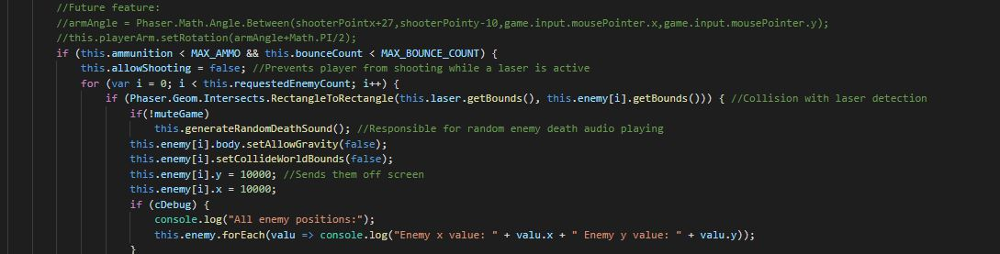 //Future feature:
//armAngle = Phaser.Math.Angle.Between(shooterPointx+27,shooterPointy-10,game.input.mousePointer.x,game.input.mousePointer.y);
//this.playerArm.setRotation(armAngle+Math.PI/2);
if (this.ammunition < MAX_AMMO && this.bounceCount < MAX_BOUNCE_COUNT) {
this.allowShooting = false; //Prevents player from shooting while a laser is active
for (var i = 0; i < this.requestedEnemyCount; i++) {
if (Phaser.Geom.Intersects.RectangleToRectangle(this.laser.getBounds(), this.enemy[i].getBounds())) { //Collision with laser detection
if(!muteGame)
this.generateRandomDeathSound(); //Responsible for random enemy death audio playing
this.enemy[i].body.setAllowGravity(false);
this.enemy[i].setCollideWorldBounds(false);
this.enemy[i].y = 10000; //Sends them off screen
this.enemy[i].x = 10000;
if (cDebug) {
console.log("All enemy positions:");
this.enemy.forEach(valu => console.log("Enemy x value: " + valu.x + " Enemy y value: " + valu.y));
}